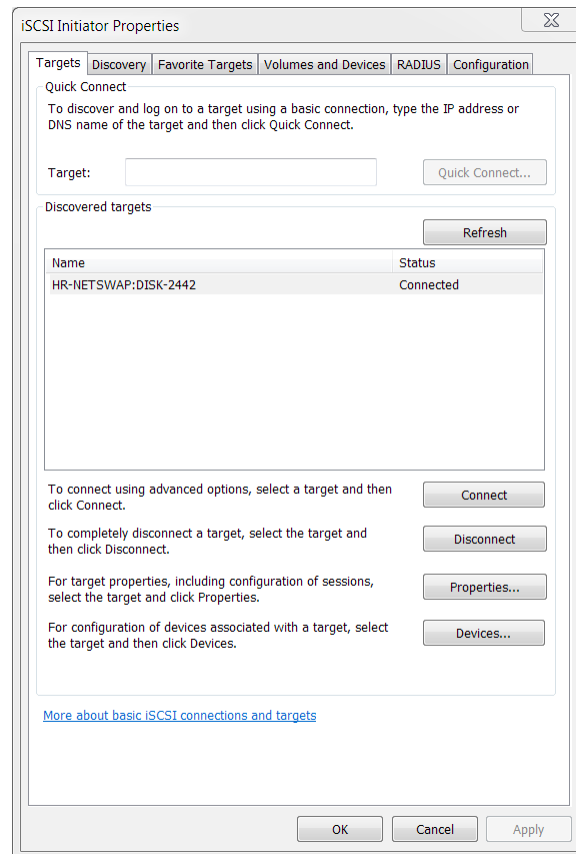 iSCSI Initiator Properties
Targets Discovery Favorite Targets Volumes and Devices RADIUS Configuration
Quick Connect
To discover and log on to a target using a basic connection, type the IP address or
DNS name of the target and then click Quick Connect.
Target: Quick Connect...
Discovered targets
Refresh
Name Status
HR-NETSWAP:DISK-2442 Connected
To connect using advanced options, select a target and then
click Connect.
Connect
To completely disconnect a target, select the target and
then click Disconnect.
Disconnect
For target properties, including configuration of sessions,
select the target and click Properties.
Properties...
For configuration of devices associated with a target, select
the target and then click Devices.
Devices...
More about basic iSCSI connections and targets
OK Cancel Apply